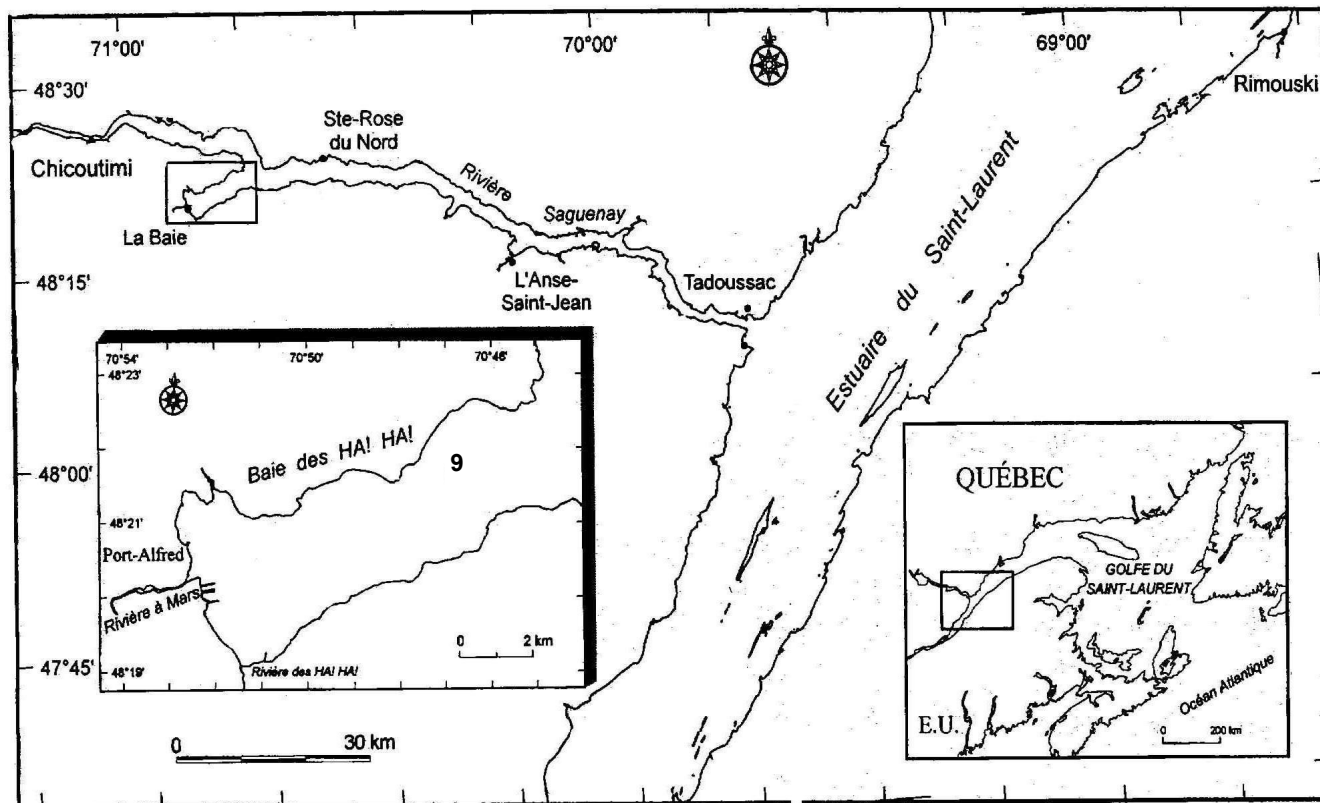 71°00'
70°00'
69°00'
48°30'
Rimouski
Ste-Rose
du Nord
Chicoutimi
Rivière
Saguenay
La Baie
L'Anse-
Saint-Jean
Tadoussac
48°15'
Estuaire du Saint-Laurent
70°54'
70°50'
70°46'
48°23'
Baie des HA! HA!
9
48°00'
48°21'
Port-Alfred
Rivière à Mars
0 2 km
47°45'
48°19'
Rivière des HA! HA!
0 30 km
QUÉBEC
GOLFE DU
SAINT-LAURENT
Océan Atlantique
E.U.
0 200 km